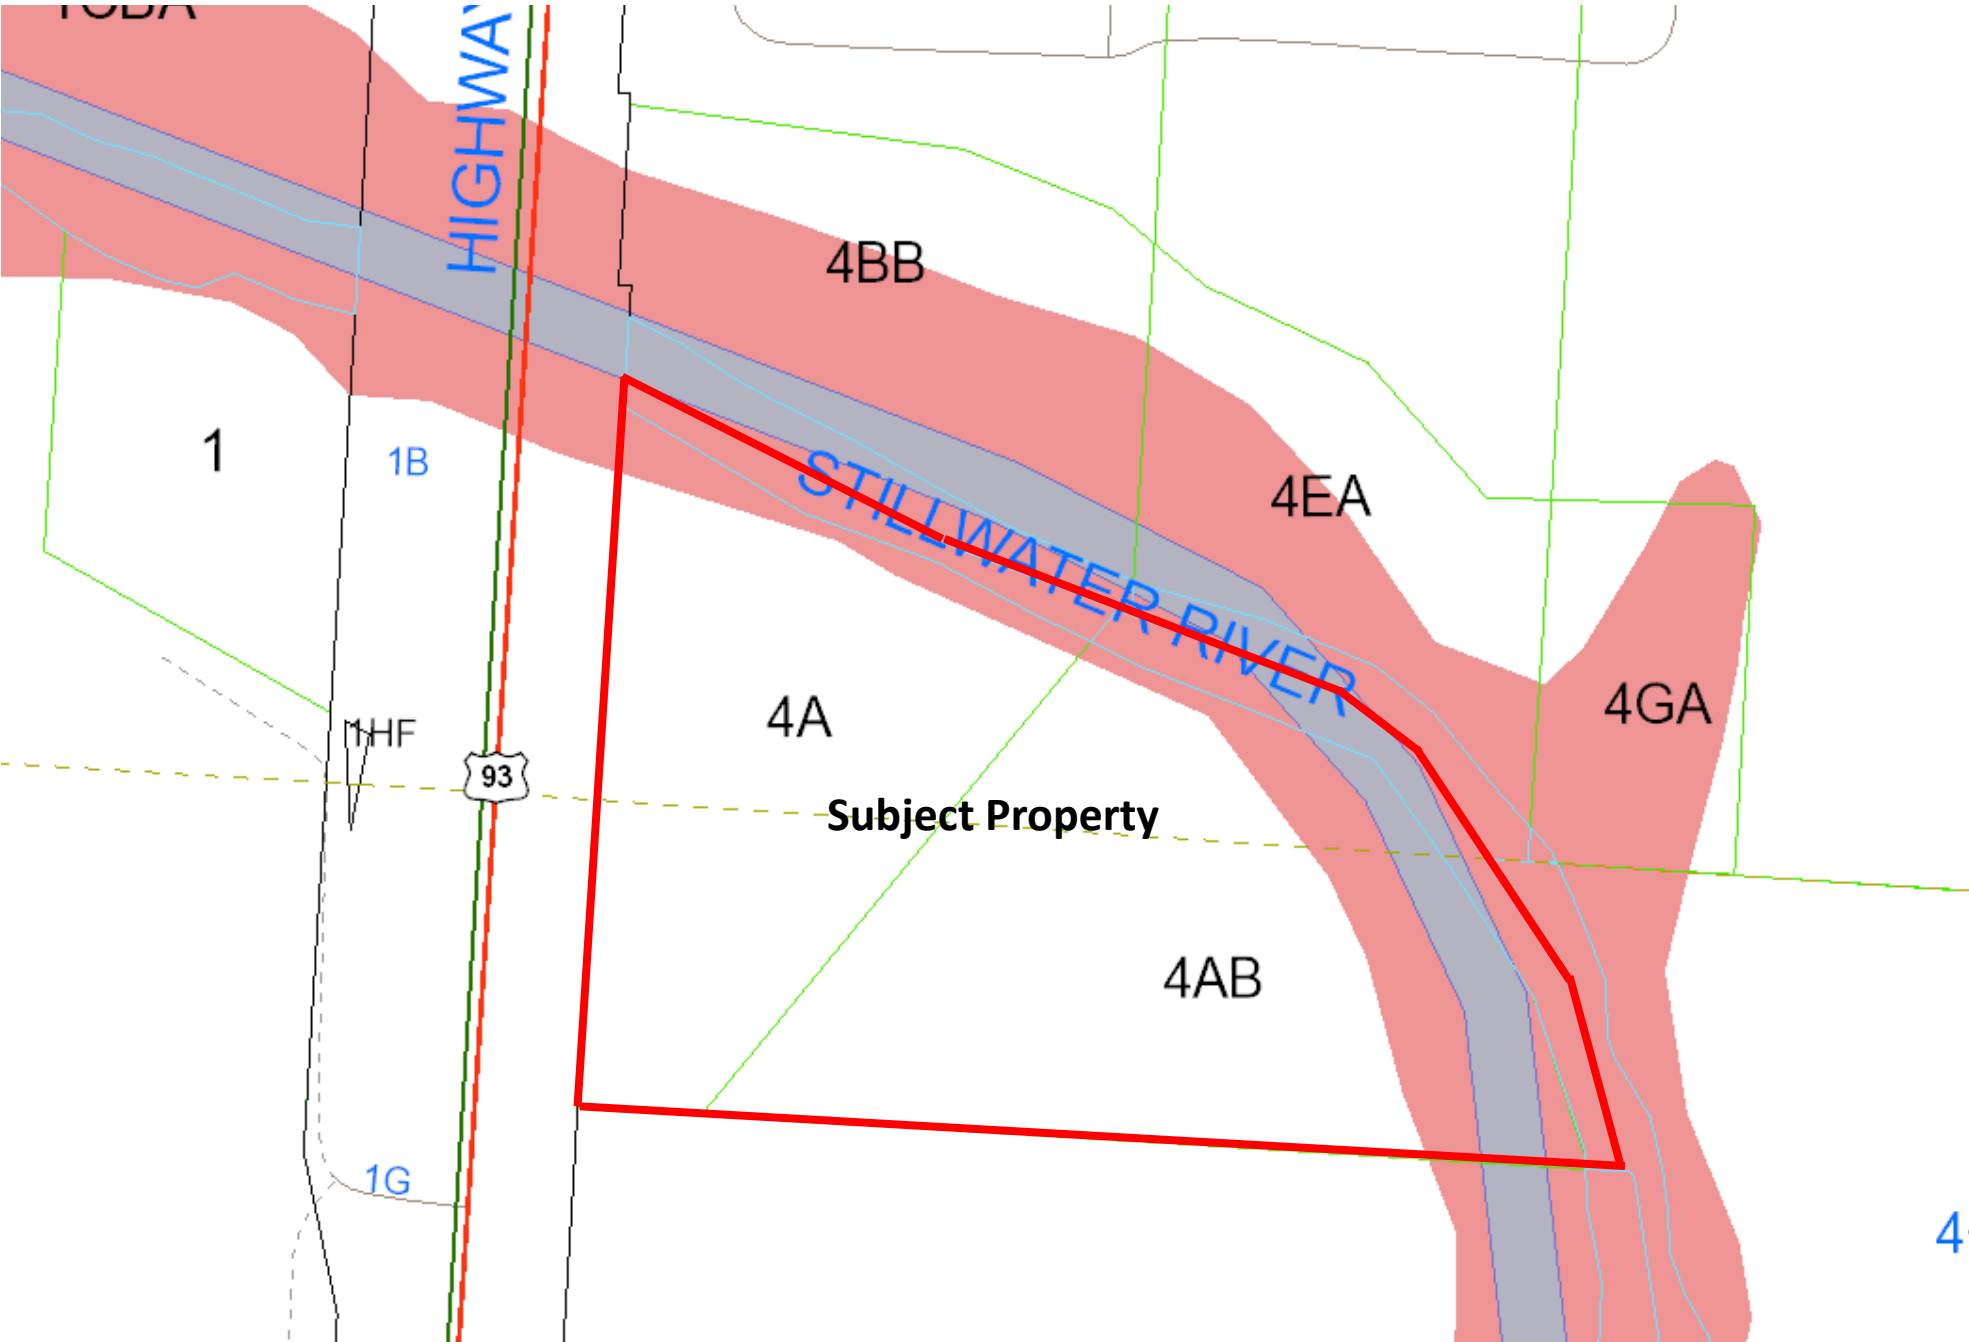 HIGHWAY
4BB
1
1B
STILLWATER RIVER
4EA
4GA
4A
1HF
93
Subject Property
4AB
1G